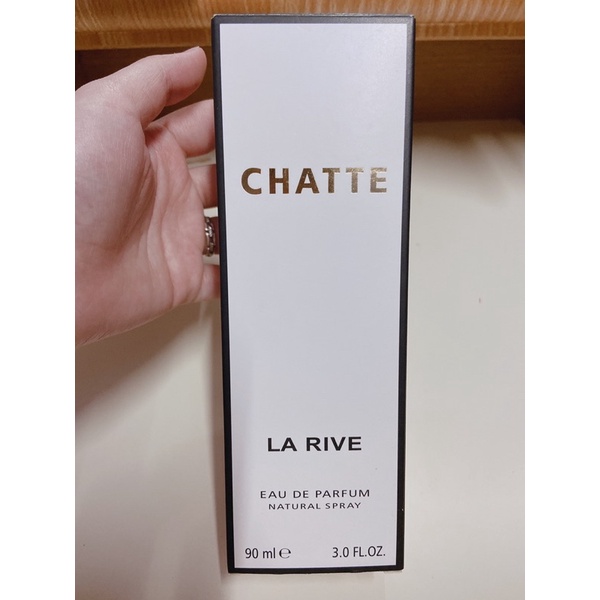 CHATTE
LA RIVE
EAU DE PARFUM
NATURAL SPRAY
90 ml ℮ 3.0 FL.OZ.